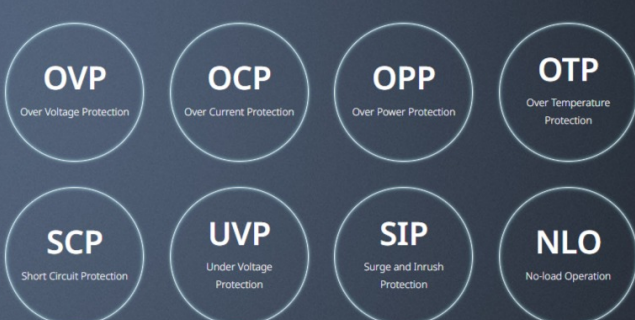 OVP
Over Voltage Protection
OCP
Over Current Protection
OPP
Over Power Protection
OTP
Over Temperature
Protection
SCP
Short Circuit Protection
UVP
Under Voltage
Protection
SIP
Surge and Inrush
Protection
NLO
No-load Operation